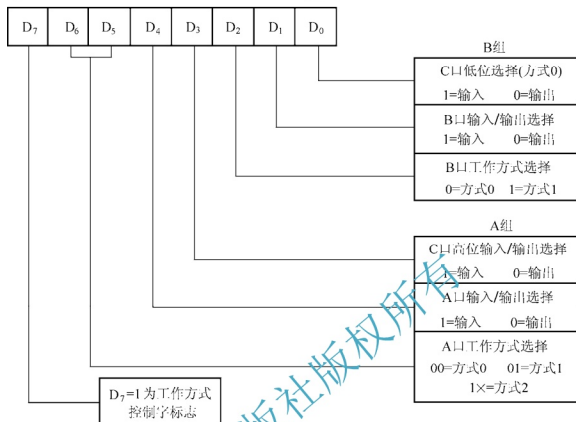 D₇ D₆ D₅ D₄ D₃ D₂ D₁ D₀
B组
C口低位选择(方式0)
1=输入 0=输出
B口输入/输出选择
1=输入 0=输出
B口工作方式选择
0=方式0 1=方式1
A组
C口高位输入/输出选择
1=输入 0=输出
A口输入/输出选择
1=输入 0=输出
A口工作方式选择
00=方式0 01=方式1
1×=方式2
D₇=1为工作方式
控制字标志
版社版权所有